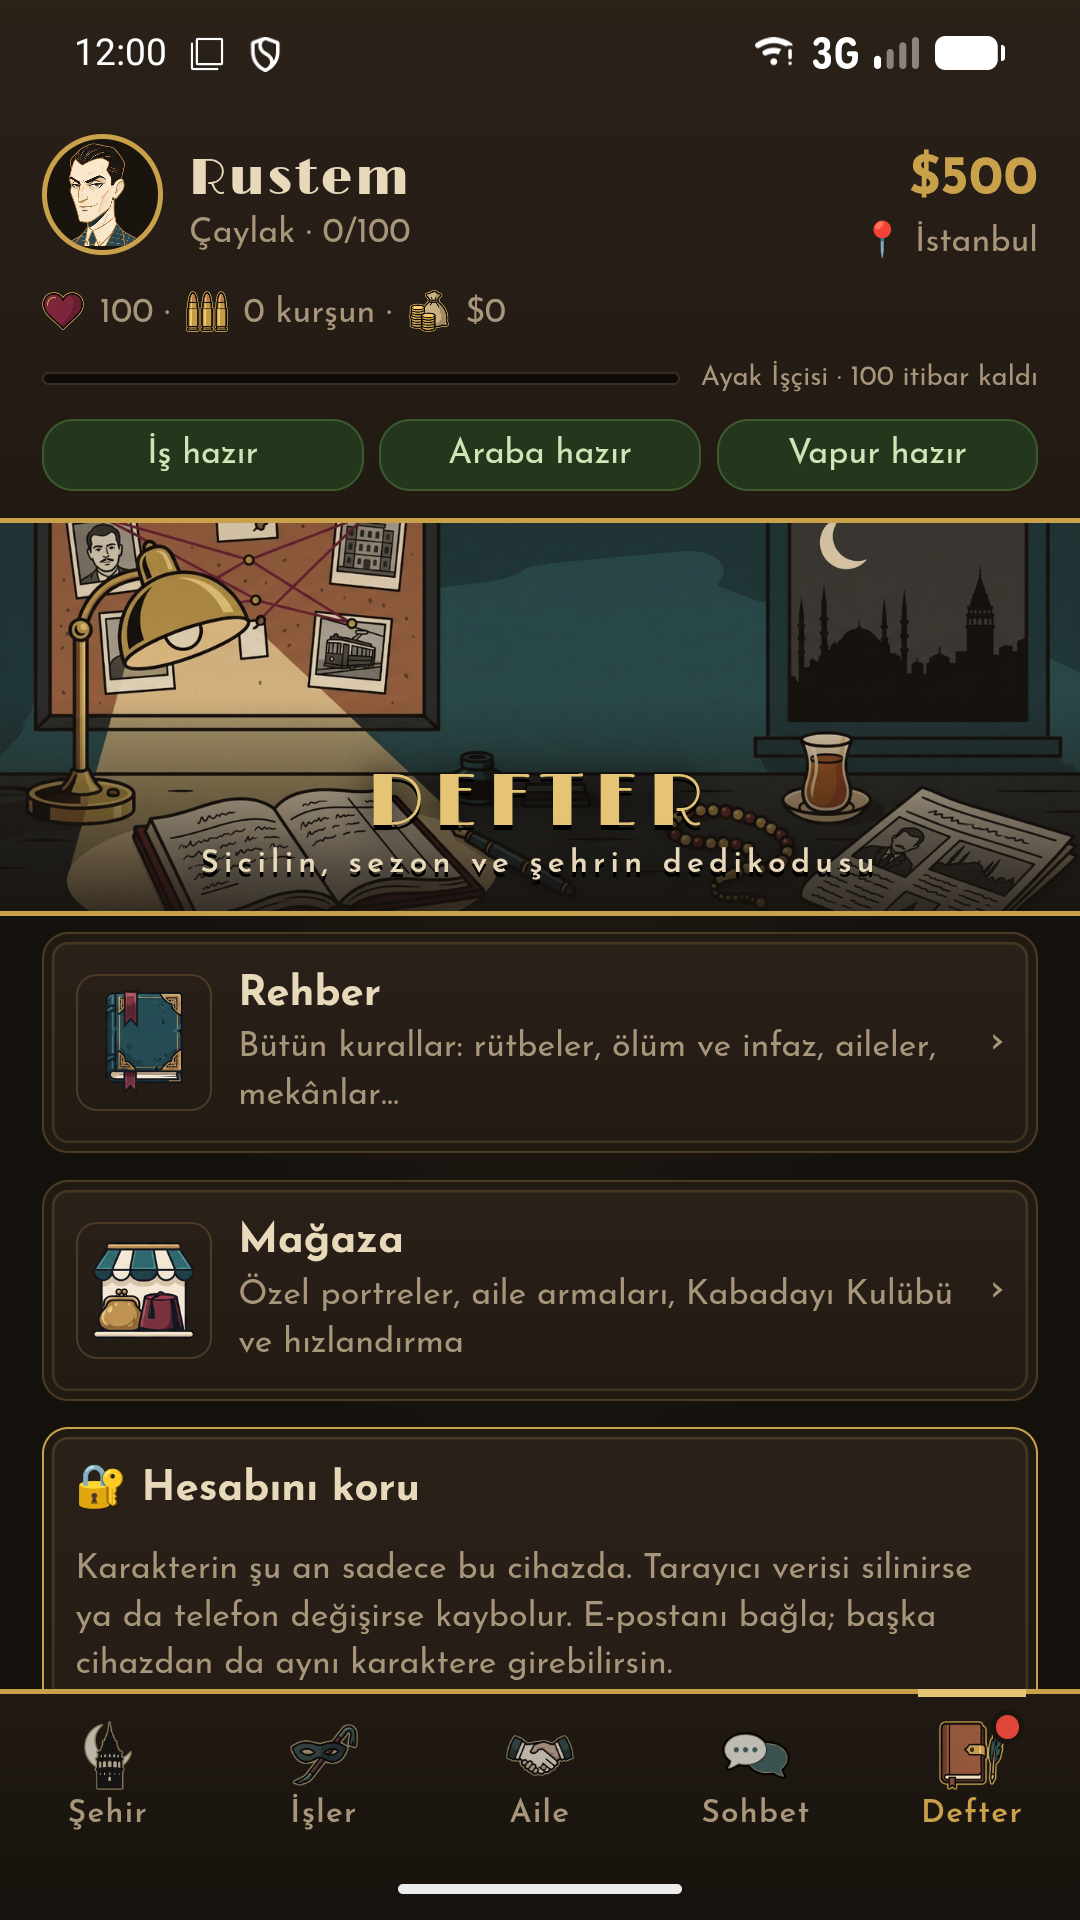 12:00
3G
Rustem
$500
Çaylak · 0/100
İstanbul
100 · 0 kurşun · $0
Ayak İşçisi · 100 itibar kaldı
İş hazır
Araba hazır
Vapur hazır
DEFTER
Sicilin, sezon ve şehrin dedikodusu
Rehber
Bütün kurallar: rütbeler, ölüm ve infaz, aileler,
mekânlar...
Mağaza
Özel portreler, aile armaları, Kabadayı Kulübü
ve hızlandırma
Hesabını koru
Karakterin şu an sadece bu cihazda. Tarayıcı verisi silinirse
ya da telefon değişirse kaybolur. E-postanı bağla; başka
cihazdan da aynı karaktere girebilirsin.
Şehir
İşler
Aile
Sohbet
Defter